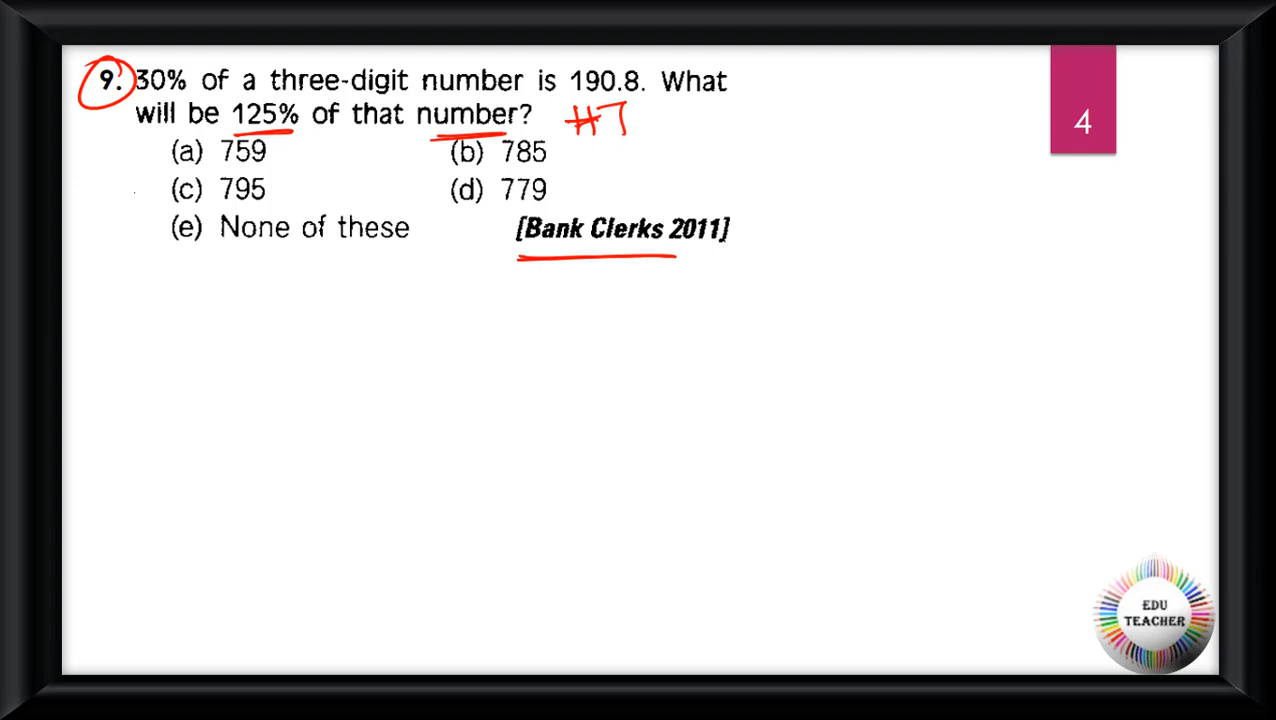 9. 30% of a three-digit number is 190.8. What
will be 125% of that number? #7
(a) 759 (b) 785
(c) 795 (d) 779
(e) None of these [Bank Clerks 2011]
4
EDU
TEACHER